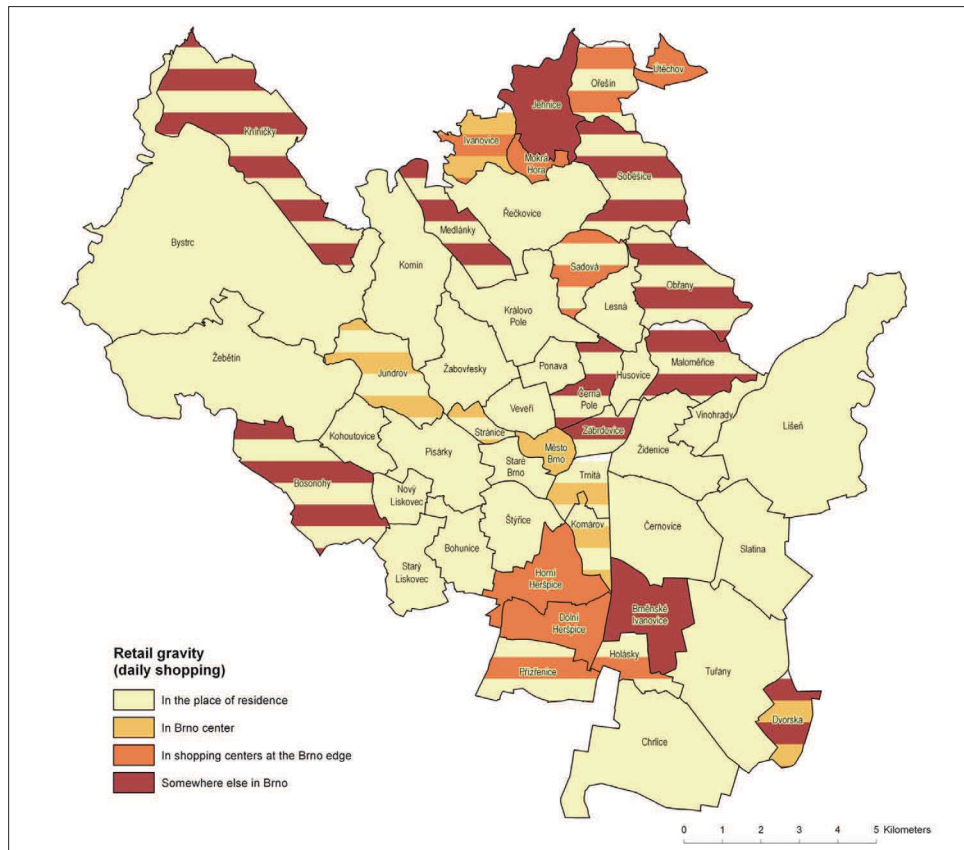 Útěchov
Ořešín
Jehnice
Kníničky
Ivanovice
Mokrá
Hora
Soběšice
Řečkovice
Medlánky
Bystrc
Komín
Sadová
Obřany
Lesná
Královo
Pole
Žebětín
Jundrov
Žabovřesky
Ponava
Husovice
Maloměřice
Černá
Pole
Veveří
Vinohrady
Líšeň
Stránice
Zábrdovice
Kohoutovice
Pisárky
Město
Brno
Židenice
Staré
Brno
Trnitá
Bosonohy
Nový
Lískovec
Štýřice
Komárov
Černovice
Slatina
Bohunice
Starý
Lískovec
Horní
Heršpice
Brněnské
Ivanovice
Dolní
Heršpice
Holásky
Přízřenice
Tuřany
Dvorska
Chrlice
Retail gravity
(daily shopping)
In the place of residence
In Brno center
In shopping centers at the Brno edge
Somewhere else in Brno
0 1 2 3 4 5 Kilometers